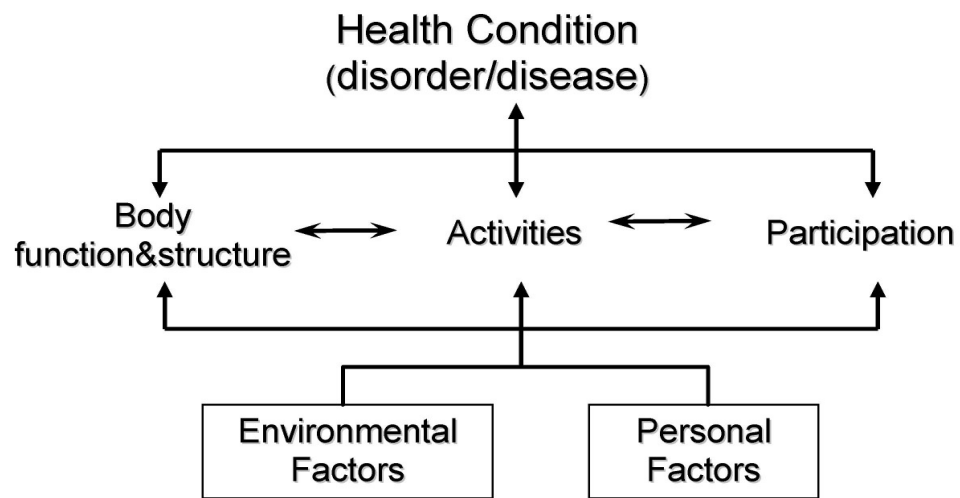 Health Condition
(disorder/disease)
Body
function&structure
Activities
Participation
Environmental
Factors
Personal
Factors